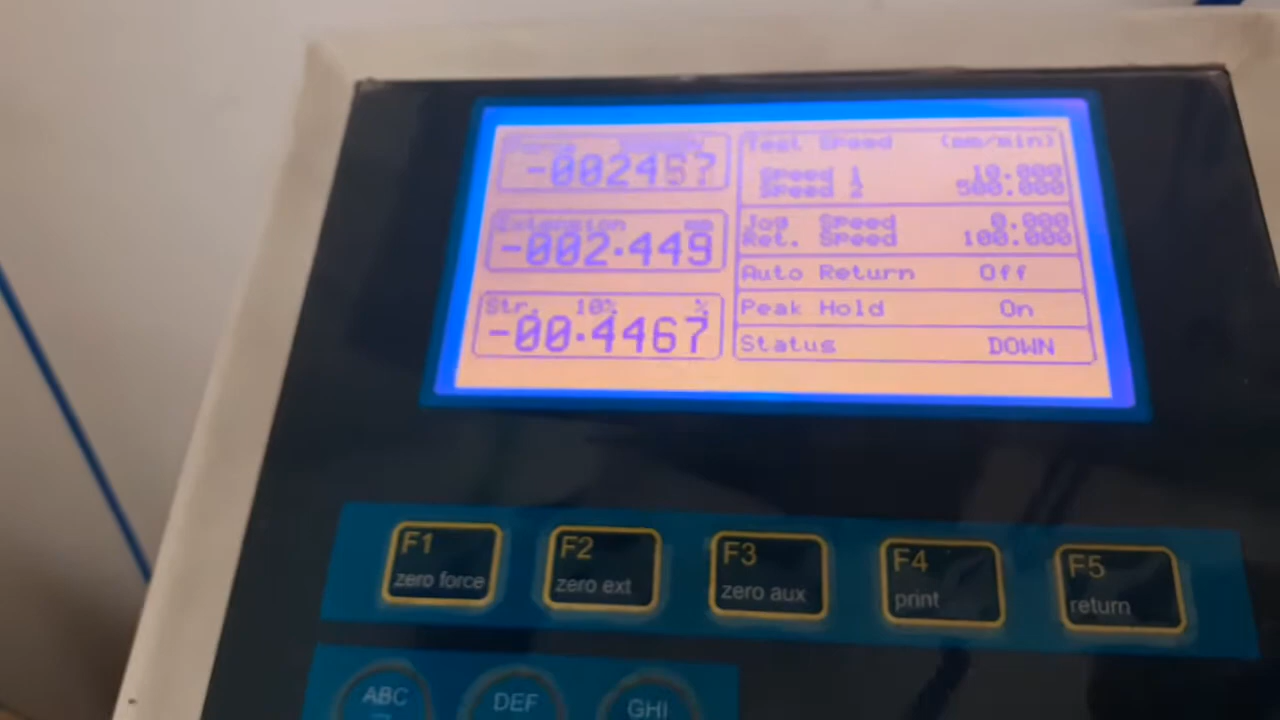 -002457
Extension mm
-002.449
Str. 10% %
-00.4467
Test Speed (mm/min)
Speed 1 10.000
Speed 2 500.000
Jog Speed 0.000
Ret. Speed 100.000
Auto Return Off
Peak Hold On
Status DOWN
F1 zero force
F2 zero ext
F3 zero aux
F4 print
F5 return
ABC
DEF
GHI